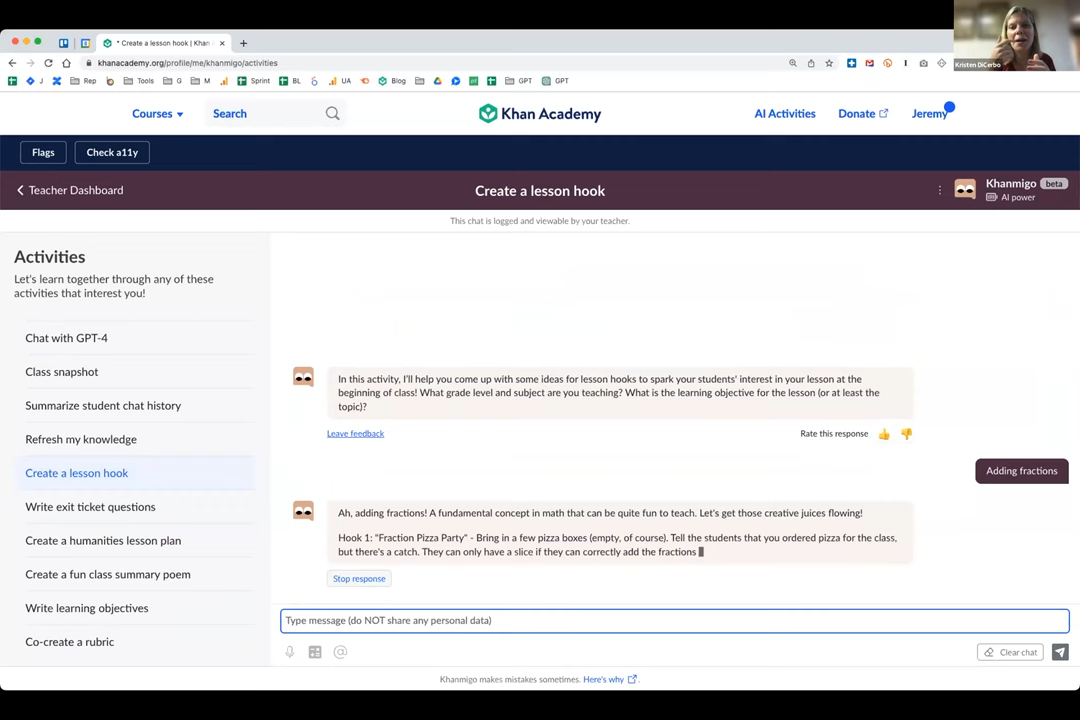 * Create a lesson hook | Khan
khanacademy.org/profile/me/khanmigo/activities
Kristen DiCerbo
J
Rep
Tools
G
M
Sprint
BL
UA
Blog
GPT
GPT
Courses
Search
Khan Academy
AI Activities
Donate
Jeremy
Flags
Check a11y
Teacher Dashboard
Create a lesson hook
Khanmigo beta
AI power
This chat is logged and viewable by your teacher.
Activities
Let's learn together through any of these
activities that interest you!
Chat with GPT-4
Class snapshot
Summarize student chat history
Refresh my knowledge
Create a lesson hook
Write exit ticket questions
Create a humanities lesson plan
Create a fun class summary poem
Write learning objectives
Co-create a rubric
In this activity, I'll help you come up with some ideas for lesson hooks to spark your students' interest in your lesson at the
beginning of class! What grade level and subject are you teaching? What is the learning objective for the lesson (or at least the
topic)?
Leave feedback
Rate this response
Adding fractions
Ah, adding fractions! A fundamental concept in math that can be quite fun to teach. Let's get those creative juices flowing!
Hook 1: "Fraction Pizza Party" - Bring in a few pizza boxes (empty, of course). Tell the students that you ordered pizza for the class,
but there's a catch. They can only have a slice if they can correctly add the fractions
Stop response
Type message (do NOT share any personal data)
Clear chat
Khanmigo makes mistakes sometimes. Here's why